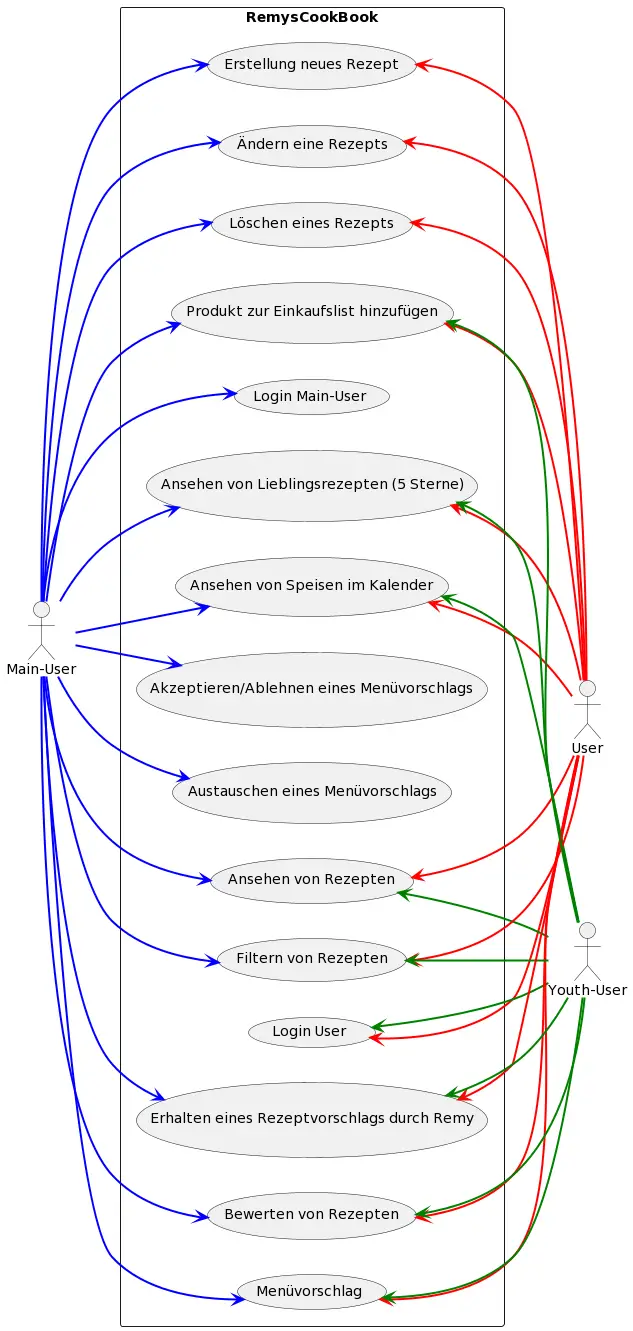 RemysCookBook
Erstellung neues Rezept
Ändern eine Rezepts
Löschen eines Rezepts
Produkt zur Einkaufslist hinzufügen
Login Main-User
Ansehen von Lieblingsrezepten (5 Sterne)
Ansehen von Speisen im Kalender
Main-User
Akzeptieren/Ablehnen eines Menüvorschlags
User
Austauschen eines Menüvorschlags
Ansehen von Rezepten
Filtern von Rezepten
Youth-User
Login User
Erhalten eines Rezeptvorschlags durch Remy
Bewerten von Rezepten
Menüvorschlag